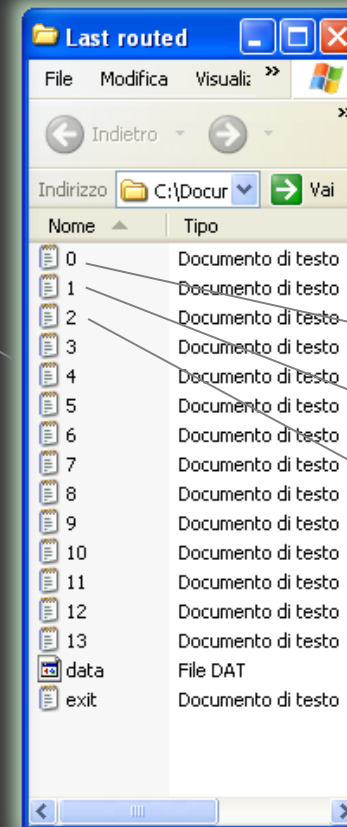 Last routed
File Modifica Visualiz »
»
Indietro
Indirizzo C:\Docur Vai
Nome Tipo
0 Documento di testo
1 Documento di testo
2 Documento di testo
3 Documento di testo
4 Documento di testo
5 Documento di testo
6 Documento di testo
7 Documento di testo
8 Documento di testo
9 Documento di testo
10 Documento di testo
11 Documento di testo
12 Documento di testo
13 Documento di testo
data File DAT
exit Documento di testo